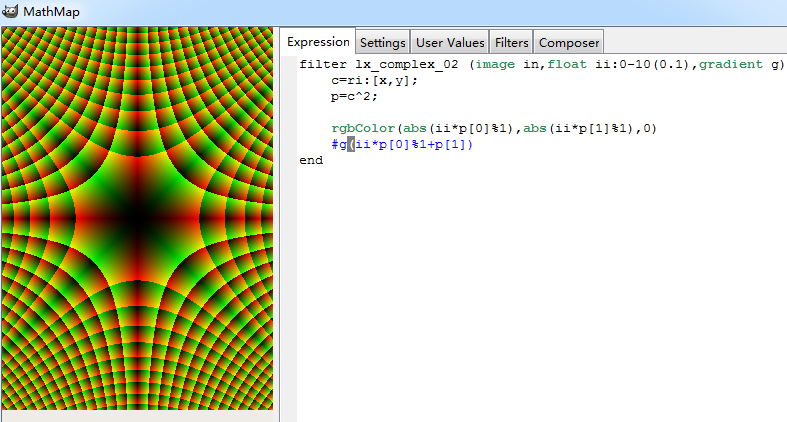 MathMap
Expression Settings User Values Filters Composer
filter lx_complex_02 (image in,float ii:0-10(0.1),gradient g)
c=ri:[x,y];
p=c^2;
rgbColor(abs(ii*p[0]%1),abs(ii*p[1]%1),0)
#g(ii*p[0]%1+p[1])
end